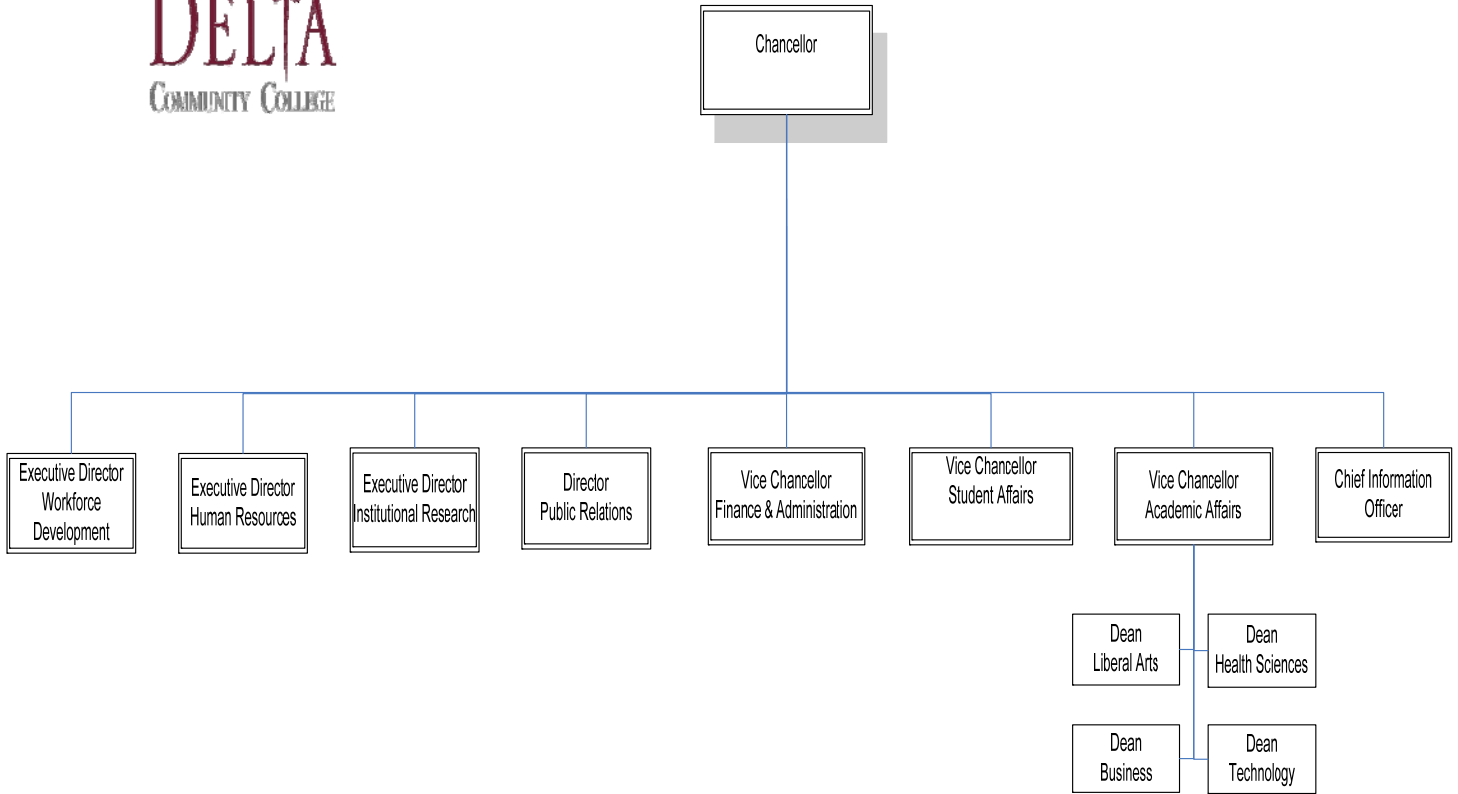 DELTA
COMMUNITY COLLEGE
Chancellor
Executive Director
Workforce
Development
Executive Director
Human Resources
Executive Director
Institutional Research
Director
Public Relations
Vice Chancellor
Finance & Administration
Vice Chancellor
Student Affairs
Vice Chancellor
Academic Affairs
Chief Information
Officer
Dean
Liberal Arts
Dean
Health Sciences
Dean
Business
Dean
Technology